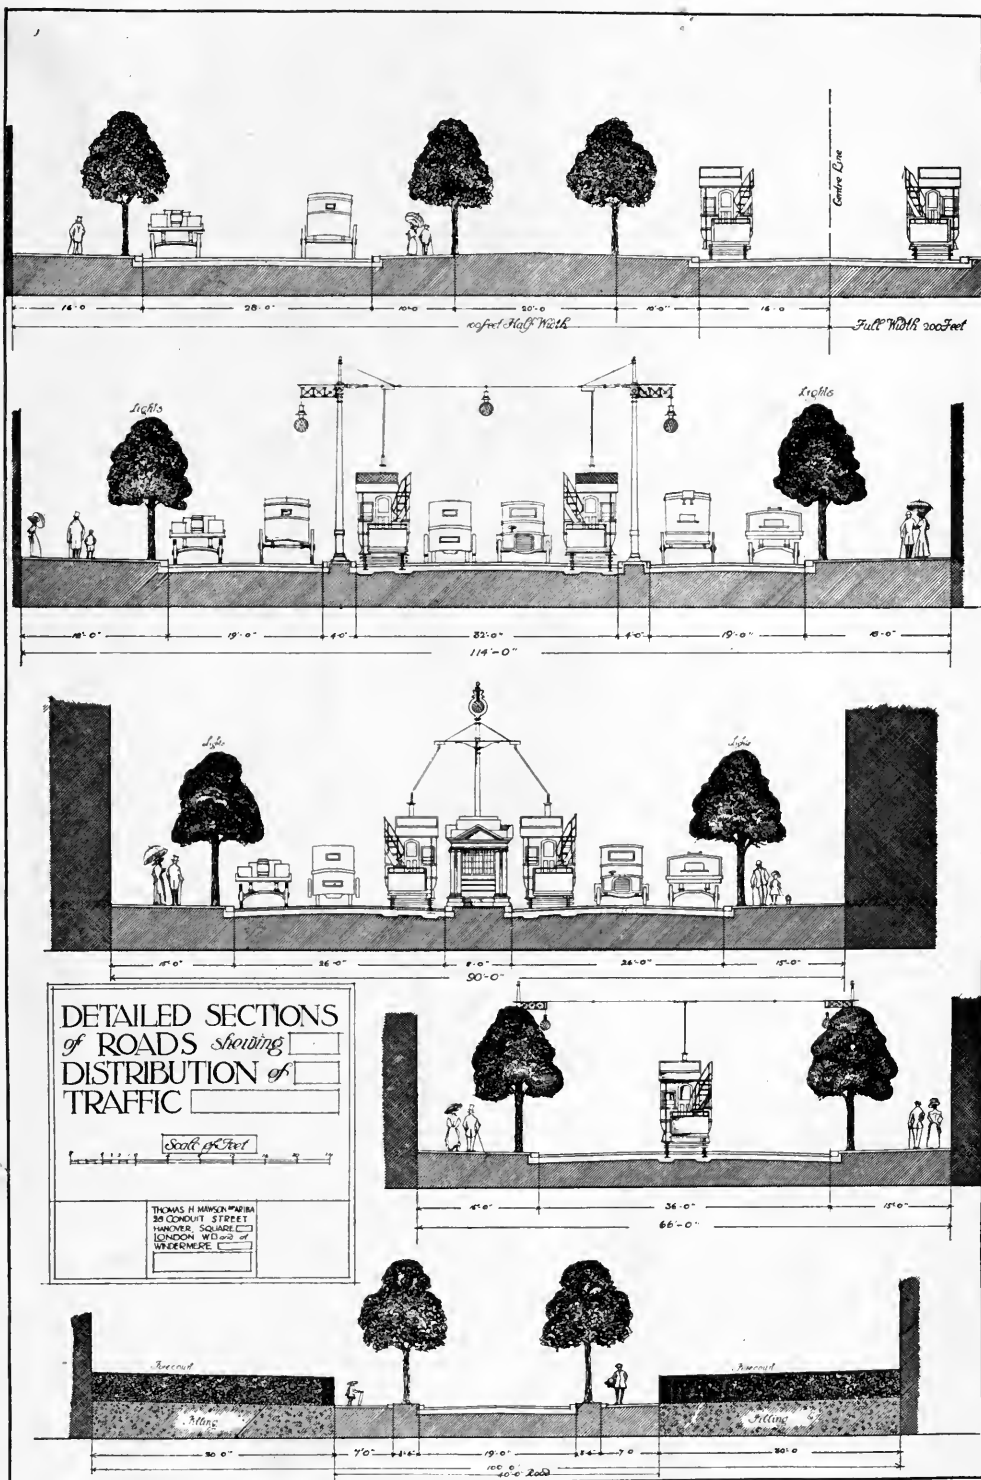 16-0 28-0 10-0 20-0 10-0" 16-0
Centre Line
100 feet Half Width Full Width 200 Feet
Lights Lights
18'-0" 19'-0" 4-0" 32'-0" 4-0" 19'-0" 18-0"
114'-0"
Lights Lights
15'-0" 26-0" 8-0" 26-0" 15-0"
90'-0"
DETAILED SECTIONS
of ROADS showing
DISTRIBUTION of
TRAFFIC
Scale of Feet
THOMAS H MAWSON
28 CONDUIT STREET
HANOVER SQUARE
LONDON W and at
WINDERMERE
15'-0" 36-0" 15-0"
66'-0"
Forecourt Forecourt
Filling Filling
30-0" 7'0" 19'-0" 7 0 30-0
100'-0"
40'-0" Road